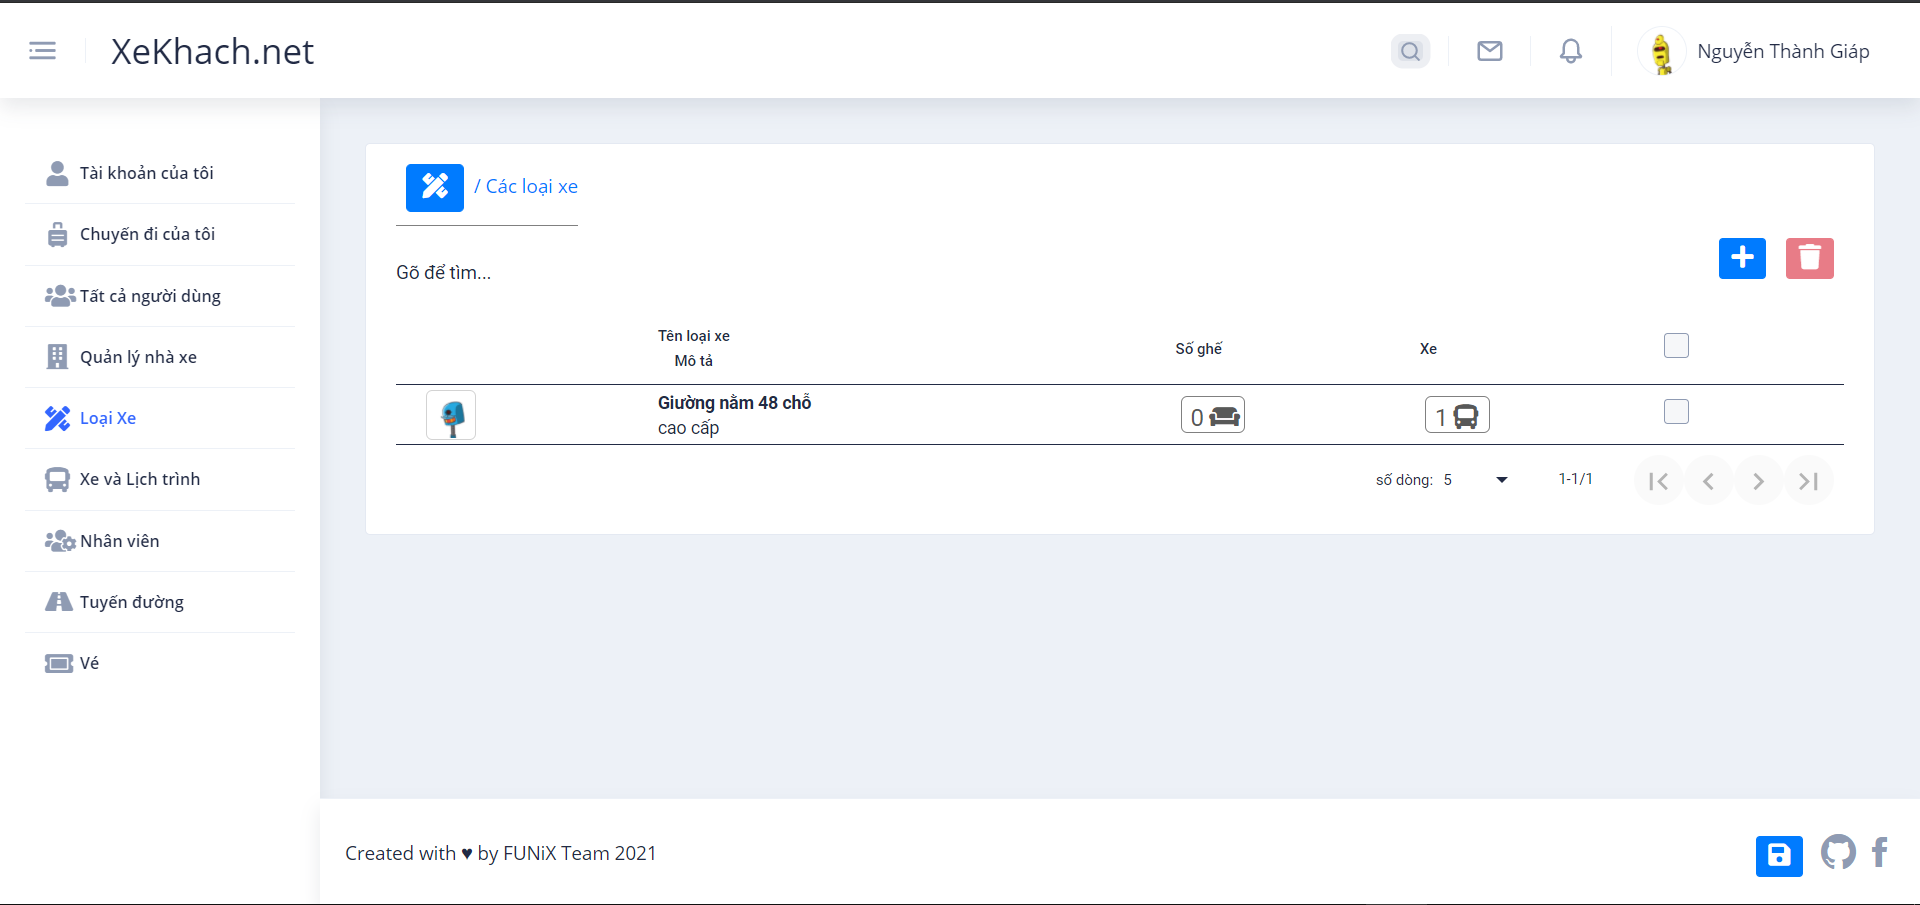 XeKhach.net
Nguyễn Thành Giáp
Tài khoản của tôi
Chuyến đi của tôi
Tất cả người dùng
Quản lý nhà xe
Loại Xe
Xe và Lịch trình
Nhân viên
Tuyến đường
Vé
/ Các loại xe
Gõ để tìm...
Tên loại xe
Mô tả
Số ghế
Xe
Giường nằm 48 chỗ
cao cấp
0
1
số dòng: 5
1-1/1
Created with ♥ by FUNiX Team 2021